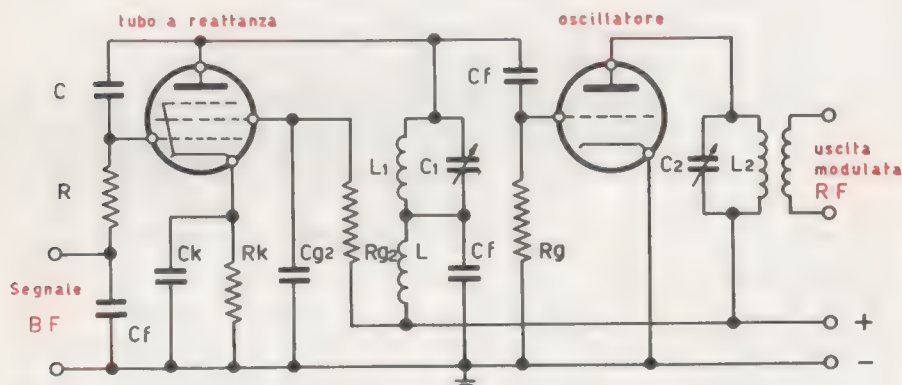 tubo a reattanza
oscillatore
C
Cf
L1
C1
C2
L2
uscita
modulata
RF
R
Ck
Rk
Cg2
Rg2
L
Cf
Rg
Segnale
BF
Cf
+
-